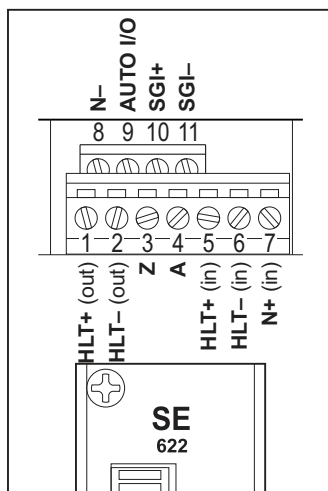 N–
AUTO I/O
SGI+
SGI–
8 9 10 11
1 2 3 4 5 6 7
HLT+ (out)
HLT– (out)
Z
A
HLT+ (in)
HLT– (in)
N+ (in)
SE
622